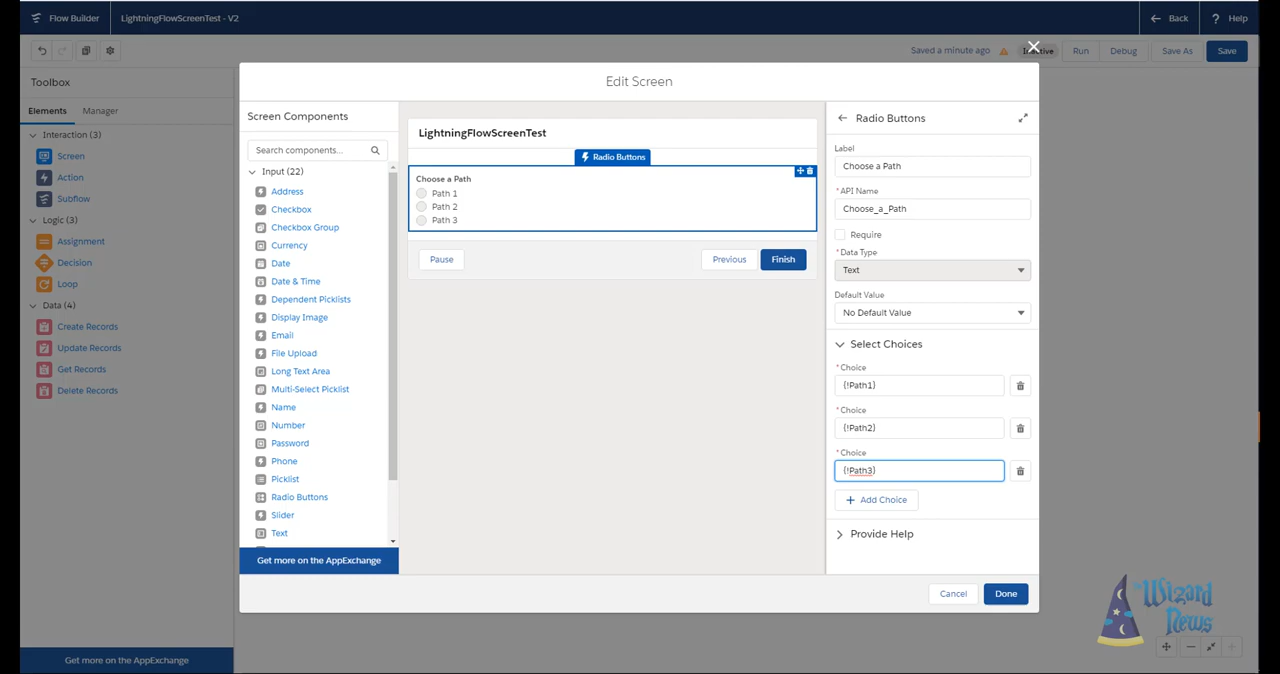 Flow Builder
LightningFlowScreenTest - V2
Back
? Help
Saved a minute ago
Inactive
Run
Debug
Save As
Save
Toolbox
Elements
Manager
Interaction (3)
Screen
Action
Subflow
Logic (3)
Assignment
Decision
Loop
Data (4)
Create Records
Update Records
Get Records
Delete Records
Get more on the AppExchange
Edit Screen
Screen Components
Search components...
Input (22)
Address
Checkbox
Checkbox Group
Currency
Date
Date & Time
Dependent Picklists
Display Image
Email
File Upload
Long Text Area
Multi-Select Picklist
Name
Number
Password
Phone
Picklist
Radio Buttons
Slider
Text
Get more on the AppExchange
LightningFlowScreenTest
Radio Buttons
Choose a Path
Path 1
Path 2
Path 3
Pause
Previous
Finish
Radio Buttons
Label
Choose a Path
* API Name
Choose_a_Path
Require
* Data Type
Text
Default Value
No Default Value
Select Choices
* Choice
{!Path1}
* Choice
{!Path2}
* Choice
{!Path3}
+ Add Choice
Provide Help
Cancel
Done
Wizard
News